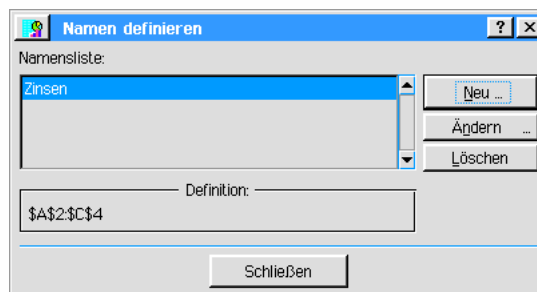 Namen definieren
Namensliste:
Zinsen
Neu ...
Ändern ...
Löschen
Definition:
$A$2:$C$4
Schließen